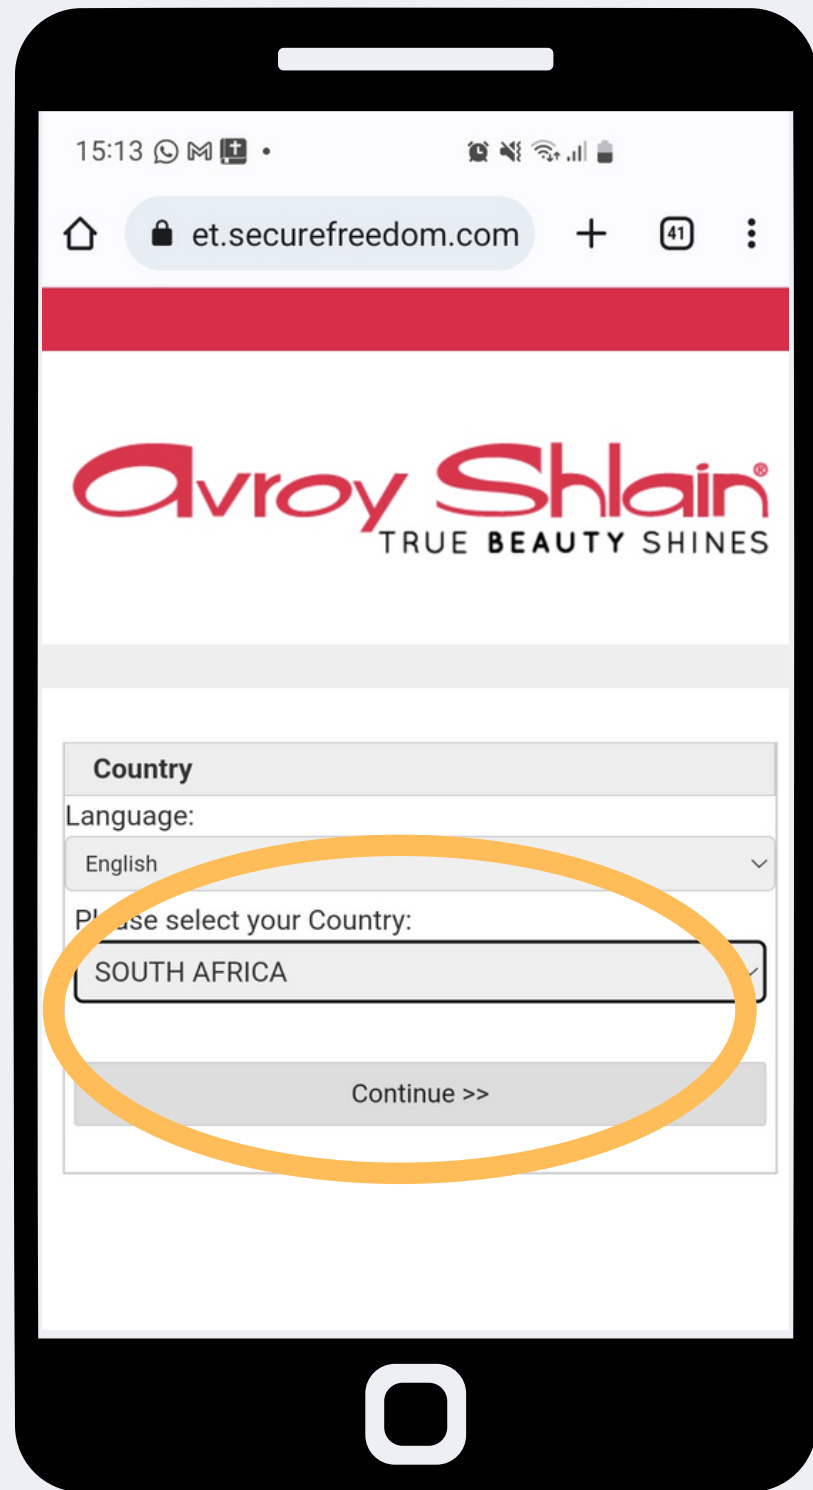 15:13
et.securefreedom.com
41
avroy Shlain®
TRUE BEAUTY SHINES
Country
Language:
English
Please select your Country:
SOUTH AFRICA
Continue >>